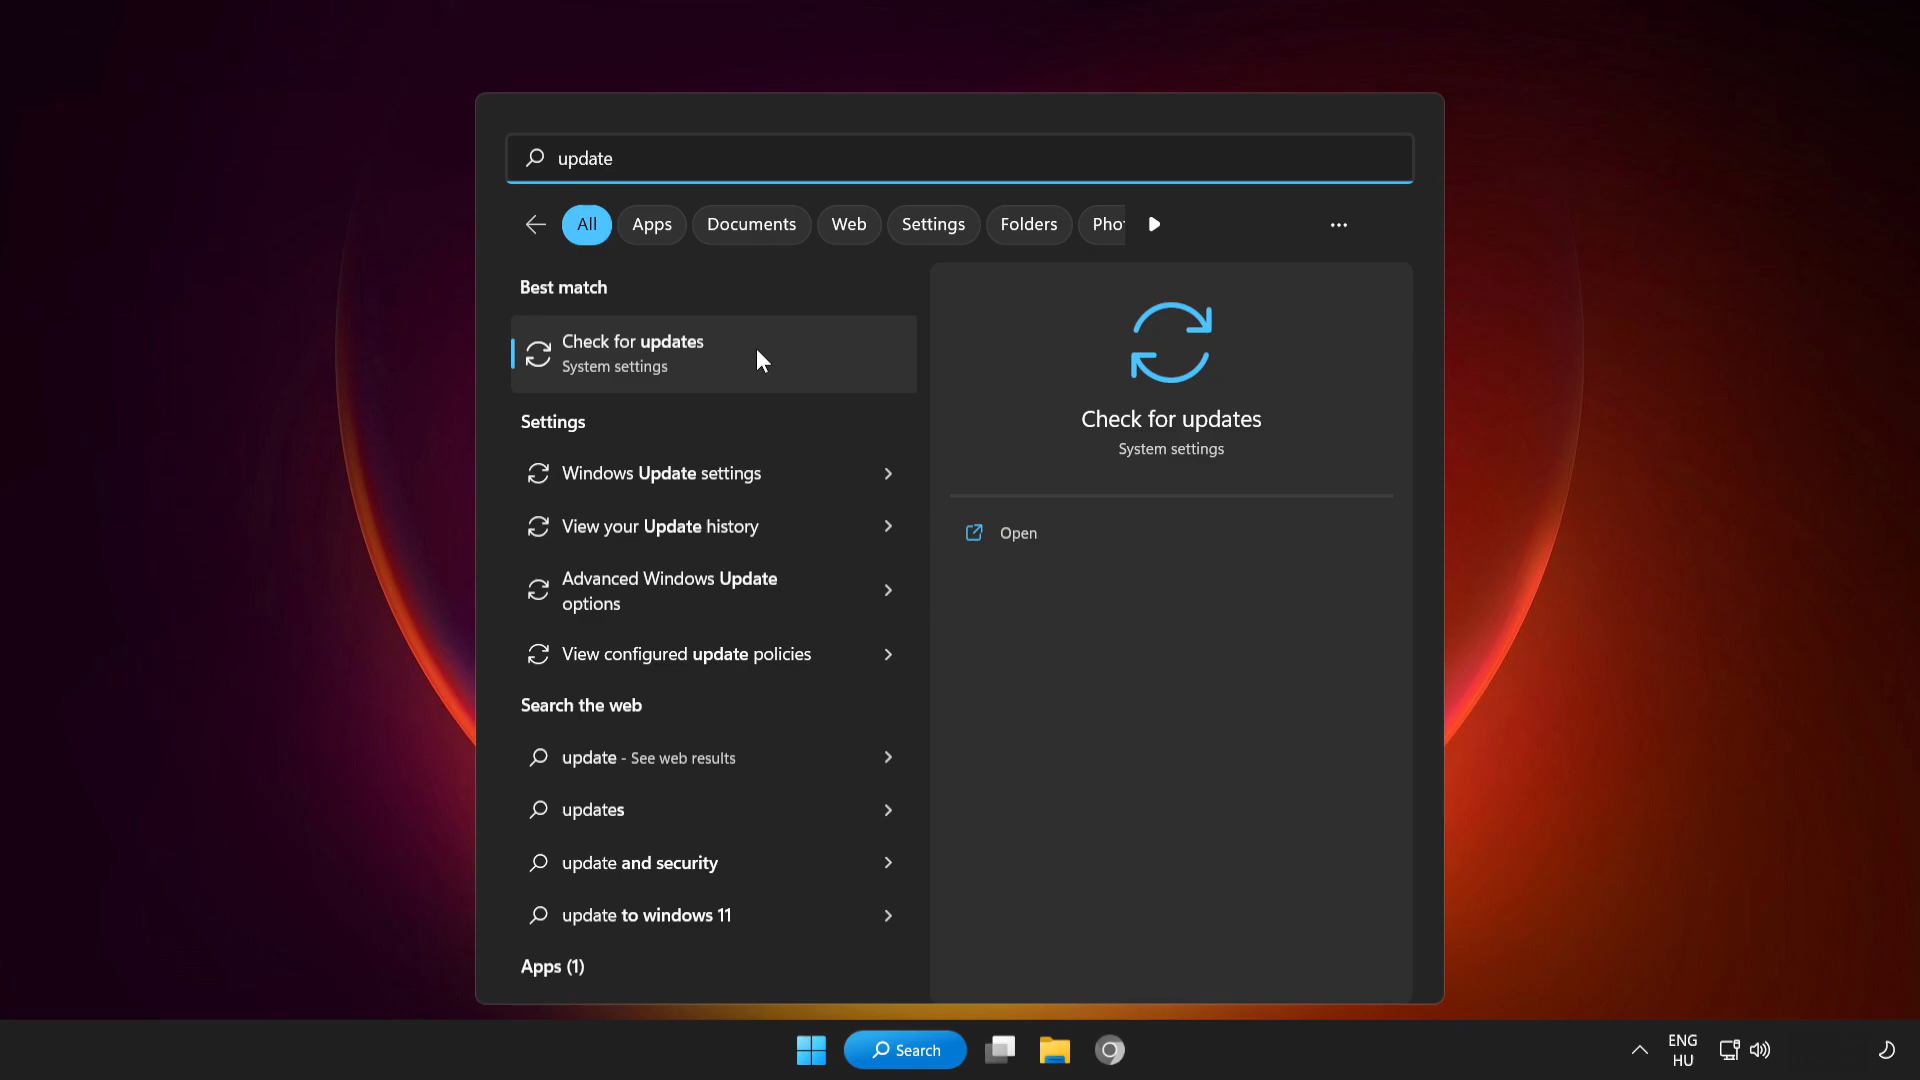 update
All Apps Documents Web Settings Folders Pho
Best match
Check for updates
System settings
Settings
Windows Update settings
View your Update history
Advanced Windows Update
options
View configured update policies
Search the web
update - See web results
updates
update and security
update to windows 11
Apps (1)
Check for updates
System settings
Open
Search
ENG
HU